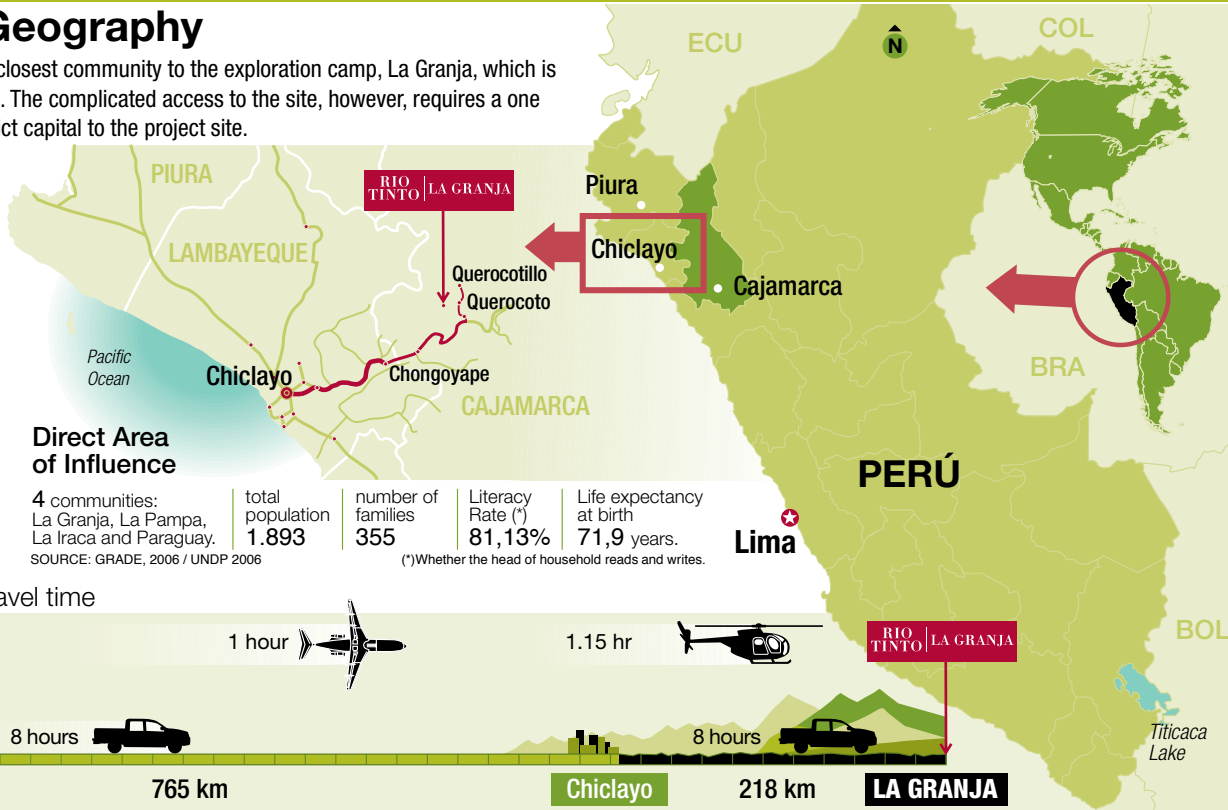 Geography
closest community to the exploration camp, La Granja, which is
. The complicated access to the site, however, requires a one
ict capital to the project site.
ECU
COL
N
PIURA
RIO TINTO | LA GRANJA
LAMBAYEQUE
Querocotillo
Querocoto
Piura
Chiclayo
Cajamarca
Pacific
Ocean
Chiclayo
Chongoyape
CAJAMARCA
BRA
PERÚ
Lima
Direct Area
of Influence
4 communities:
La Granja, La Pampa,
La Iraca and Paraguay.
total
population
1.893
number of
families
355
Literacy
Rate (*)
81,13%
Life expectancy
at birth
71,9 years.
SOURCE: GRADE, 2006 / UNDP 2006
(*)Whether the head of household reads and writes.
avel time
1 hour
1.15 hr
RIO TINTO | LA GRANJA
BOL
Titicaca
Lake
8 hours
8 hours
765 km
Chiclayo
218 km
LA GRANJA